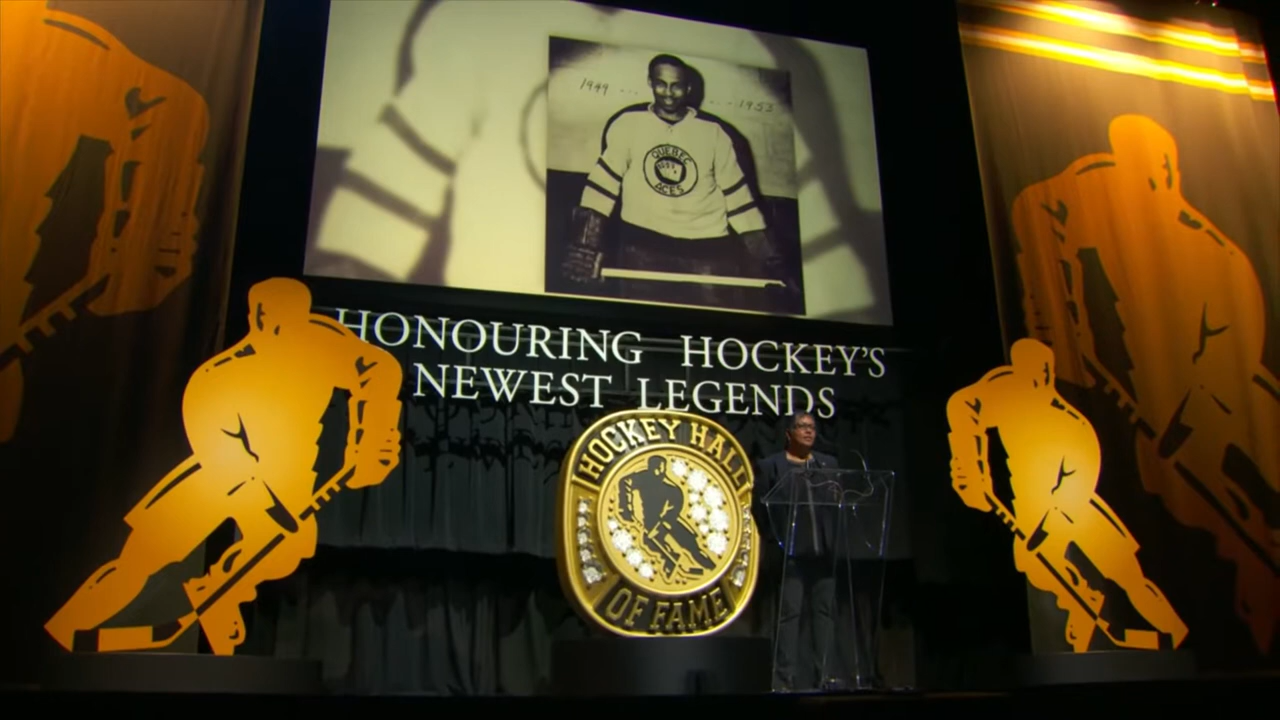 1949 --- --- 1953
QUEBEC
ACES
HONOURING HOCKEY'S
NEWEST LEGENDS
HOCKEY HALL
OF FAME